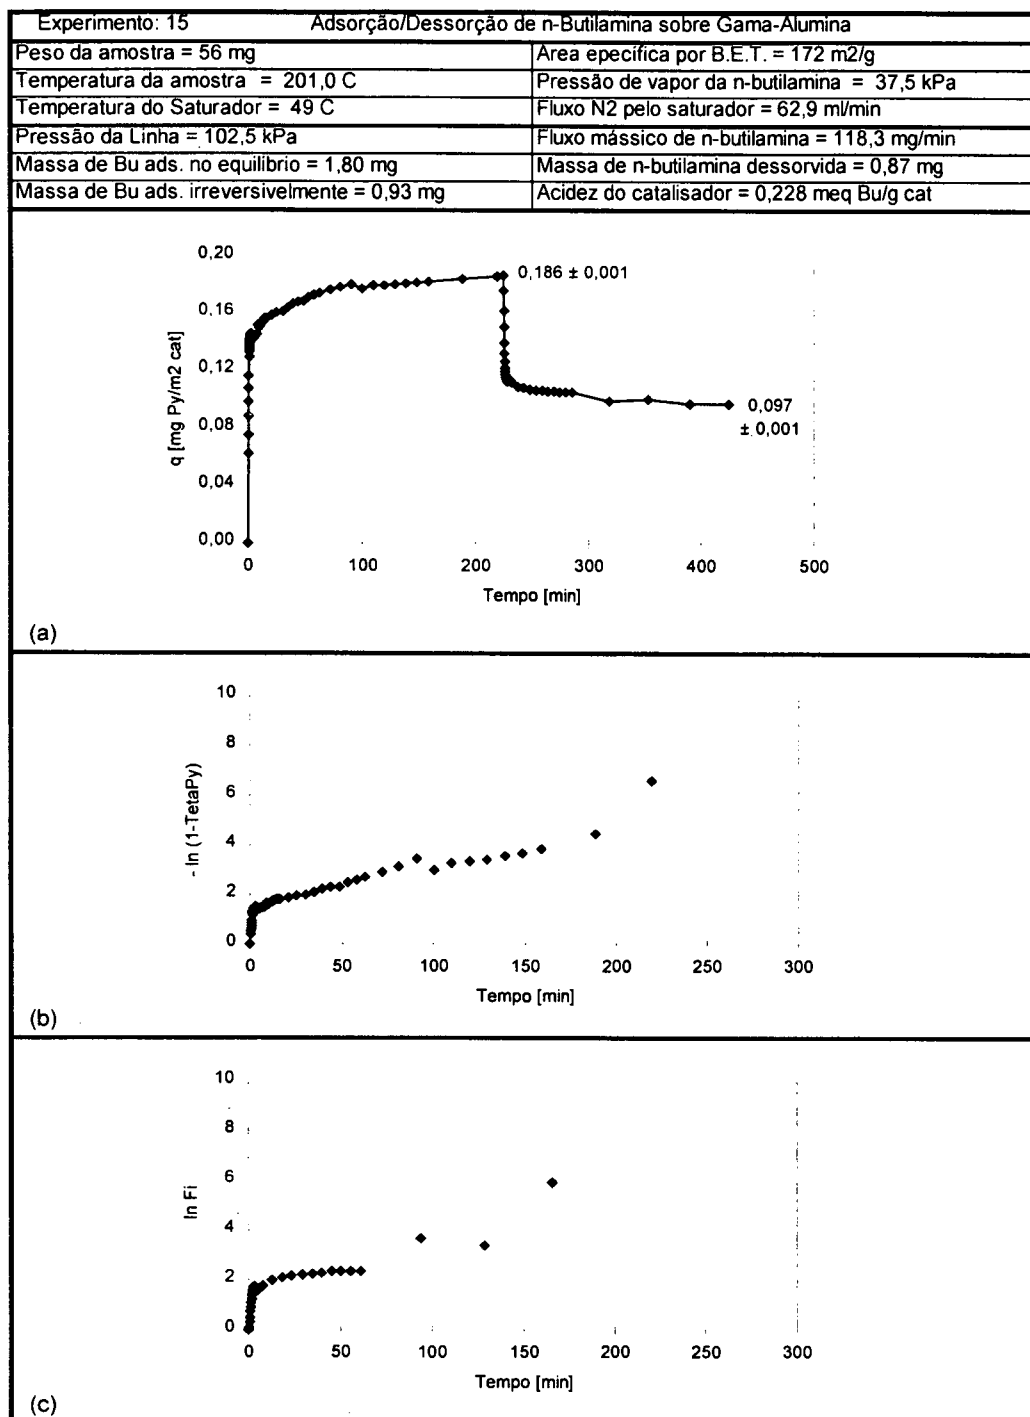 Experimento: 15 Adsorção/Dessorção de n-Butilamina sobre Gama-Alumina
Peso da amostra = 56 mg
Area epecífica por B.E.T. = 172 m2/g
Temperatura da amostra = 201,0 C
Pressão de vapor da n-butilamina = 37,5 kPa
Temperatura do Saturador = 49 C
Fluxo N2 pelo saturador = 62,9 ml/min
Pressão da Linha = 102,5 kPa
Fluxo mássico de n-butilamina = 118,3 mg/min
Massa de Bu ads. no equilíbrio = 1,80 mg
Massa de n-butilamina dessorvida = 0,87 mg
Massa de Bu ads. irreversivelmente = 0,93 mg
Acidez do catalisador = 0,228 meq Bu/g cat
0,20
0,16
0,12
0,08
0,04
0,00
q [mg Py/m2 cat]
0,186 ± 0,001
0,097
± 0,001
0 100 200 300 400 500
Tempo [min]
(a)
10
8
6
4
2
0
- ln (1-TetaPy)
0 50 100 150 200 250 300
Tempo [min]
(b)
10
8
6
4
2
0
ln Fi
0 50 100 150 200 250 300
Tempo [min]
(c)